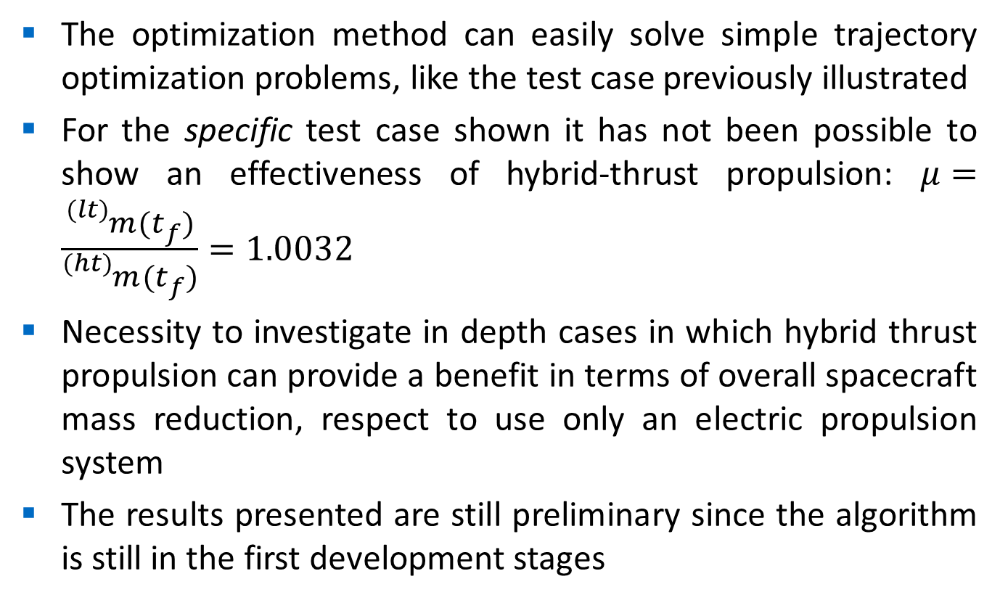 ▪ The optimization method can easily solve simple trajectory
optimization problems, like the test case previously illustrated
▪ For the specific test case shown it has not been possible to
show an effectiveness of hybrid-thrust propulsion: μ =
(lt)m(t_f)
(ht)m(t_f) = 1.0032
▪ Necessity to investigate in depth cases in which hybrid thrust
propulsion can provide a benefit in terms of overall spacecraft
mass reduction, respect to use only an electric propulsion
system
▪ The results presented are still preliminary since the algorithm
is still in the first development stages